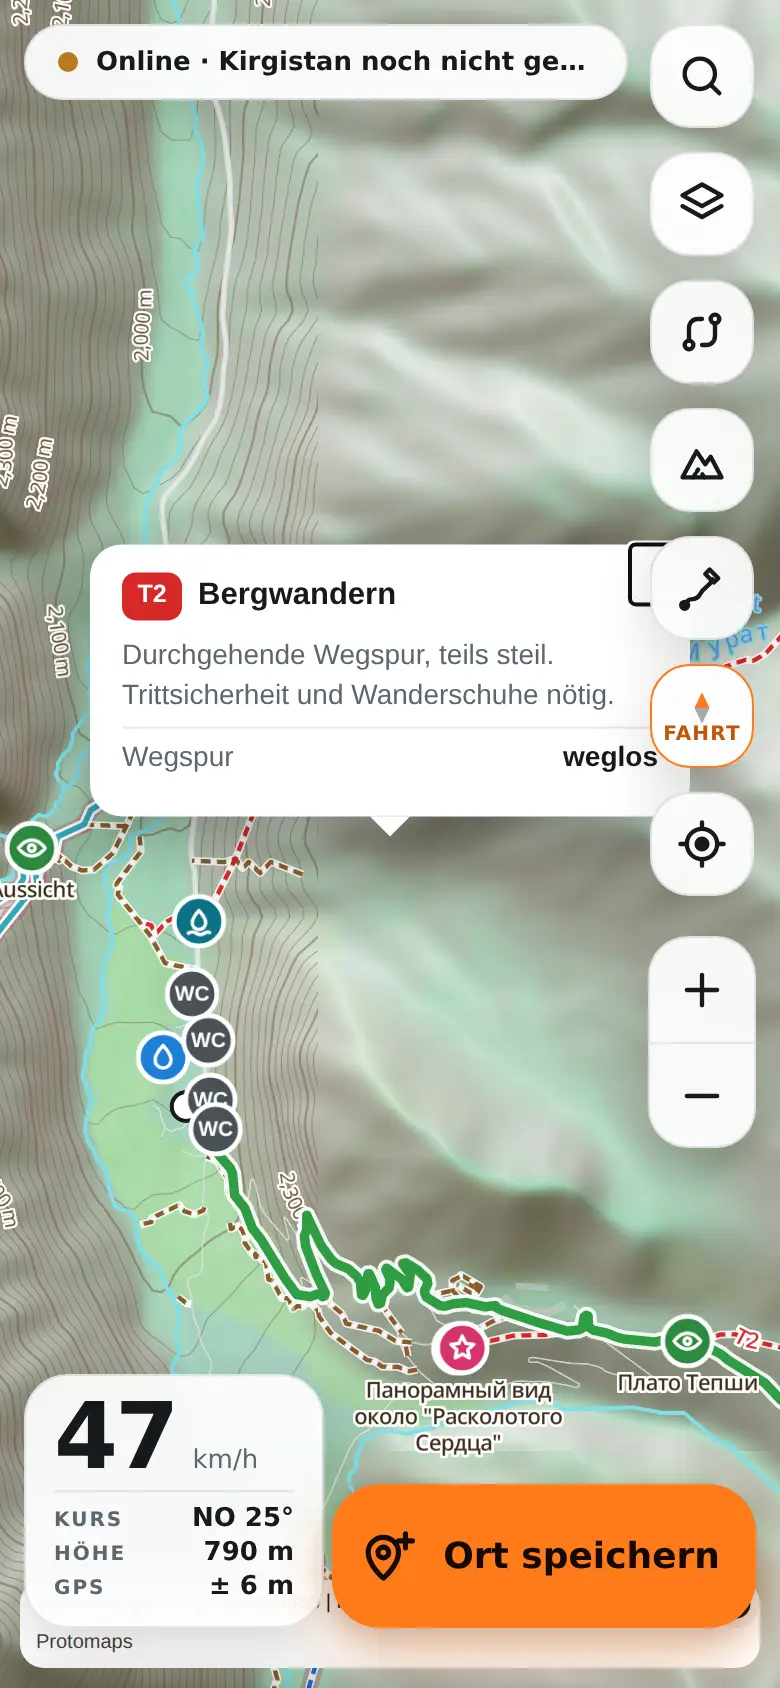 Online · Kirgistan noch nicht ge...
2,000 m
2,300 m
2,200 m
2,100 m
T2 Bergwandern
Durchgehende Wegspur, teils steil.
Trittsicherheit und Wanderschuhe nötig.
Wegspur weglos
FAHRT
Aussicht
WC
WC
WC
WC
T2
Плато Тепши
Панорамный вид
около "Расколотого
Сердца"
47 km/h
KURS NO 25°
HÖHE 790 m
GPS ± 6 m
Ort speichern
Protomaps